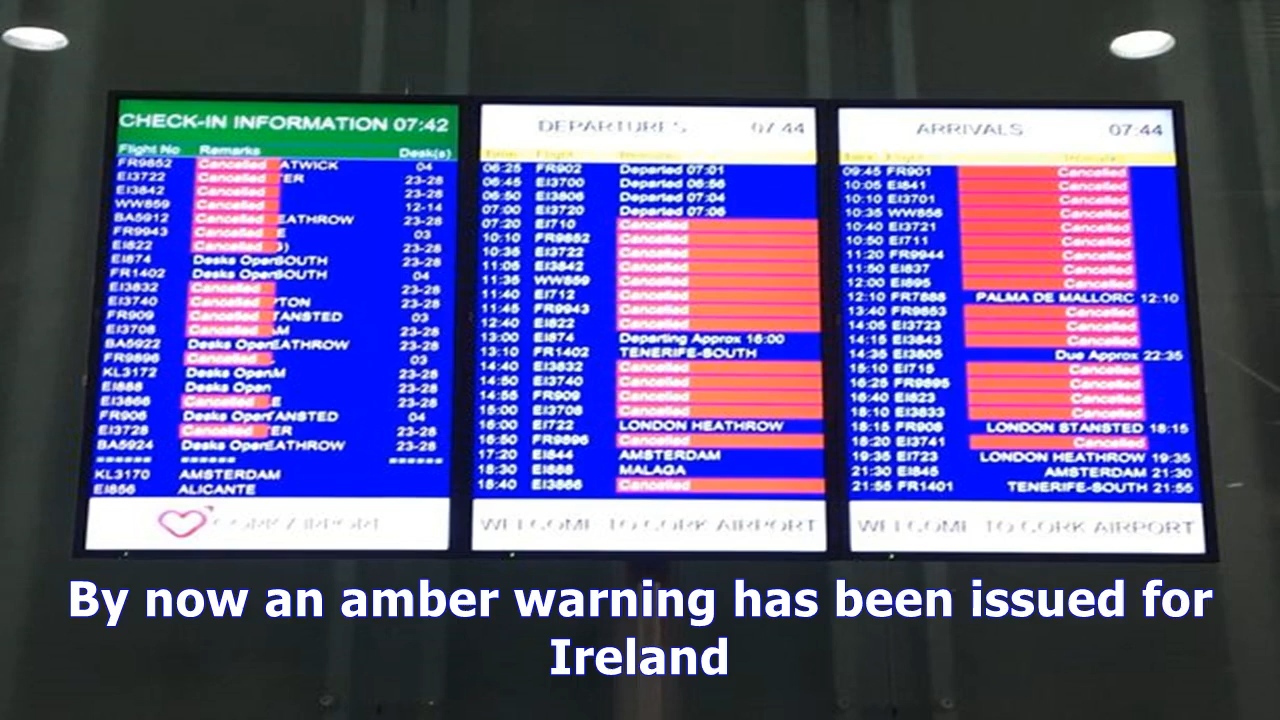 CHECK-IN INFORMATION 07:42
Flight No Remarks Desk(s)
FR9852 Cancelled ATWICK 04
EI3722 Cancelled ER 23-28
EI3842 Cancelled 23-28
WW859 Cancelled 12-14
BA5912 Cancelled EATHROW 23-28
FR9943 Cancelled E 03
EI822 Cancelled 23-28
EI874 Desks Open SOUTH 23-28
FR1402 Desks Open SOUTH 04
EI3832 Cancelled 23-28
EI3740 Cancelled TON 23-28
FR909 Cancelled TANSTED 03
EI3708 Cancelled M 23-28
BA5922 Desks Open EATHROW 23-28
FR9896 Cancelled 03
KL3172 Desks Open M 23-28
EI888 Desks Open 23-28
EI3866 Cancelled E 23-28
FR906 Desks Open TANSTED 04
EI3728 Cancelled ER 23-28
BA5924 Desks Open EATHROW 23-28
KL3170 AMSTERDAM
EI856 ALICANTE
CORK AIRPORT
DEPARTURES 07:44
Flight Remarks
06:25 FR902 Departed 07:01
06:45 EI3700 Departed 06:56
06:50 EI3806 Departed 07:04
07:00 EI3720 Departed 07:06
07:20 EI710 Cancelled
10:10 FR9852 Cancelled
10:35 EI3722 Cancelled
11:05 EI3842 Cancelled
11:35 WW859 Cancelled
11:40 EI712 Cancelled
11:45 FR9943 Cancelled
12:40 EI822 Cancelled
13:00 EI874 Departing Approx 16:00
13:10 FR1402 TENERIFE-SOUTH
14:40 EI3832 Cancelled
14:50 EI3740 Cancelled
14:55 FR909 Cancelled
15:00 EI3708 Cancelled
16:00 EI722 LONDON HEATHROW
16:50 FR9896 Cancelled
17:20 EI844 AMSTERDAM
18:30 EI888 MALAGA
18:40 EI3866 Cancelled
WELCOME TO CORK AIRPORT
ARRIVALS 07:44
09:45 FR901 Cancelled
10:05 EI841 Cancelled
10:10 EI3701 Cancelled
10:35 WW856 Cancelled
10:40 EI3721 Cancelled
10:50 EI711 Cancelled
11:20 FR9944 Cancelled
11:50 EI837 Cancelled
12:00 EI895 Cancelled
12:10 FR7888 PALMA DE MALLORC 12:10
13:40 FR9853 Cancelled
14:05 EI3723 Cancelled
14:15 EI3843 Cancelled
14:35 EI3805 Due Approx 22:35
15:10 EI715 Cancelled
16:25 FR9895 Cancelled
16:40 EI823 Cancelled
18:10 EI3833 Cancelled
18:15 FR908 LONDON STANSTED 18:15
18:20 EI3741 Cancelled
19:35 EI723 LONDON HEATHROW 19:35
21:30 EI845 AMSTERDAM 21:30
21:55 FR1401 TENERIFE-SOUTH 21:55
WELCOME TO CORK AIRPORT
By now an amber warning has been issued for
Ireland